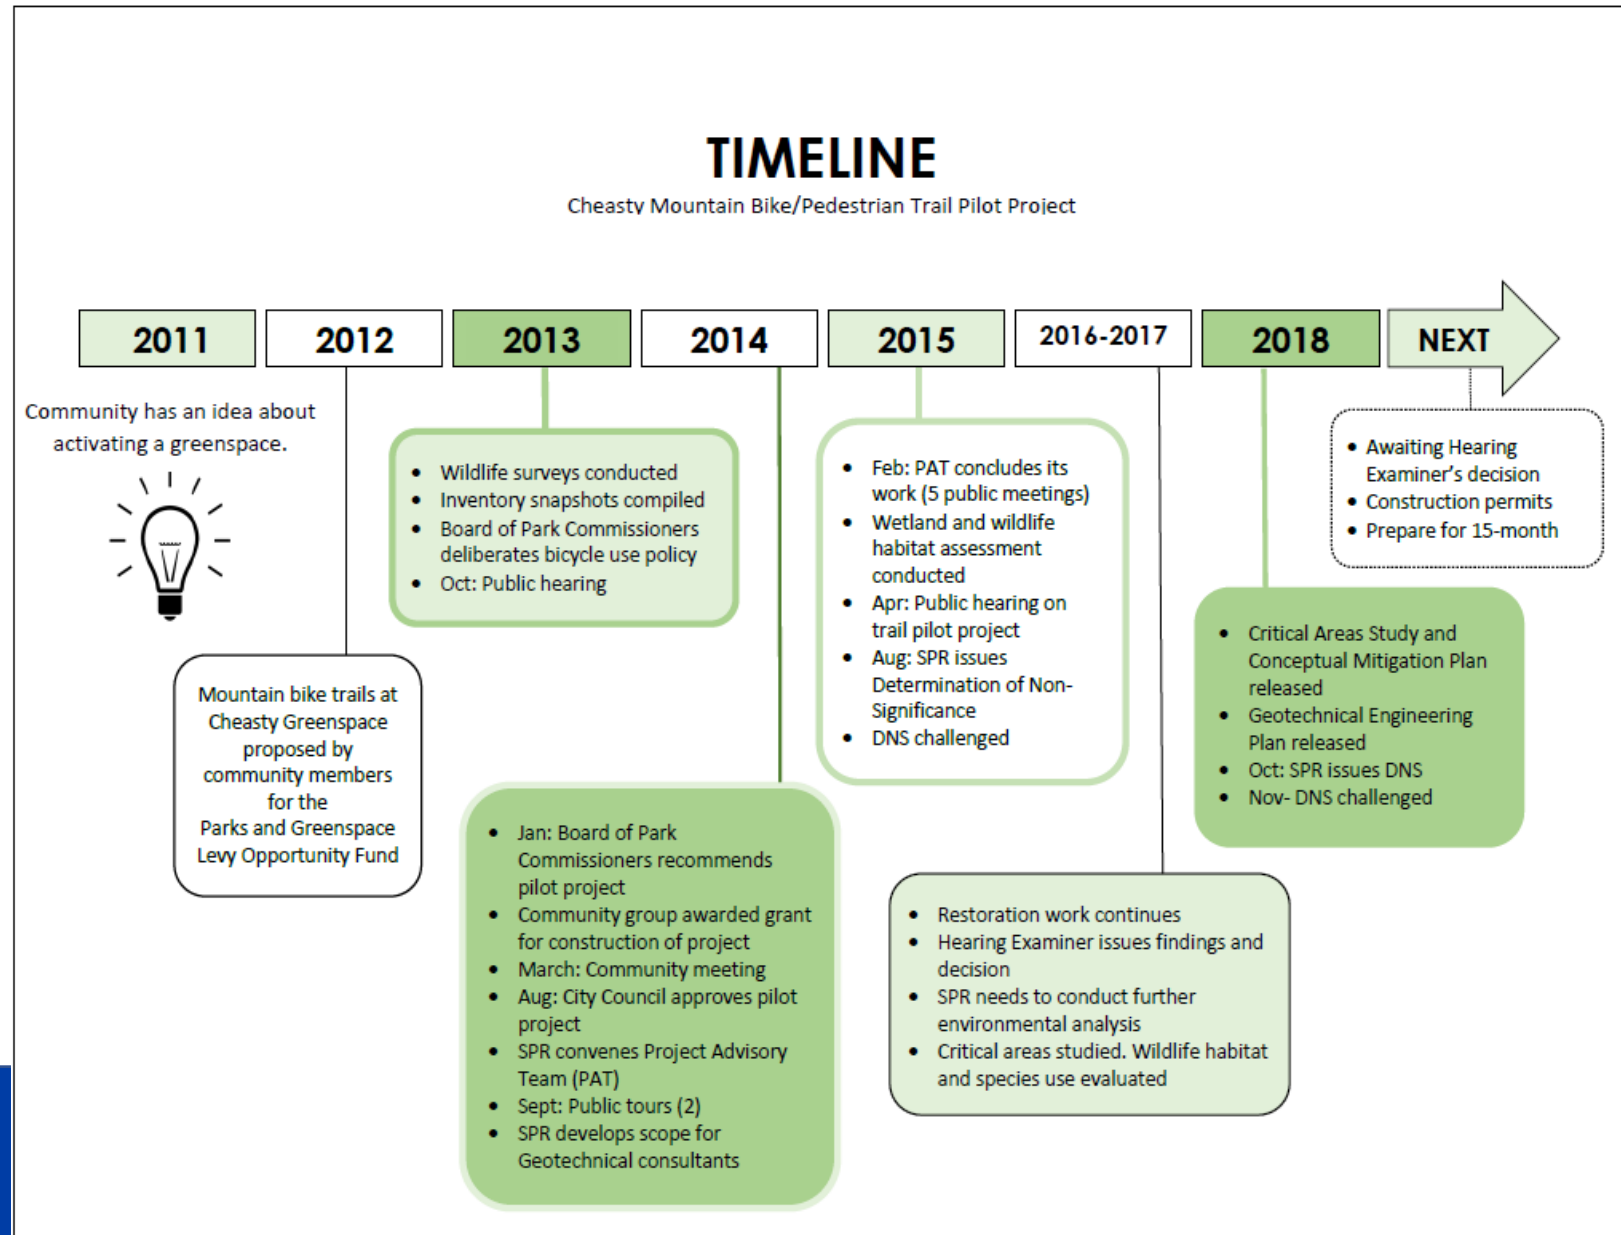 TIMELINE
Cheasty Mountain Bike/Pedestrian Trail Pilot Project
2011
2012
2013
2014
2015
2016-2017
2018
NEXT
Community has an idea about
activating a greenspace.
Mountain bike trails at
Cheasty Greenspace
proposed by
community members
for the
Parks and Greenspace
Levy Opportunity Fund
• Wildlife surveys conducted
• Inventory snapshots compiled
• Board of Park Commissioners
deliberates bicycle use policy
• Oct: Public hearing
• Jan: Board of Park
Commissioners recommends
pilot project
• Community group awarded grant
for construction of project
• March: Community meeting
• Aug: City Council approves pilot
project
• SPR convenes Project Advisory
Team (PAT)
• Sept: Public tours (2)
• SPR develops scope for
Geotechnical consultants
• Feb: PAT concludes its
work (5 public meetings)
• Wetland and wildlife
habitat assessment
conducted
• Apr: Public hearing on
trail pilot project
• Aug: SPR issues
Determination of Non-
Significance
• DNS challenged
• Restoration work continues
• Hearing Examiner issues findings and
decision
• SPR needs to conduct further
environmental analysis
• Critical areas studied. Wildlife habitat
and species use evaluated
• Critical Areas Study and
Conceptual Mitigation Plan
released
• Geotechnical Engineering
Plan released
• Oct: SPR issues DNS
• Nov- DNS challenged
• Awaiting Hearing
Examiner's decision
• Construction permits
• Prepare for 15-month